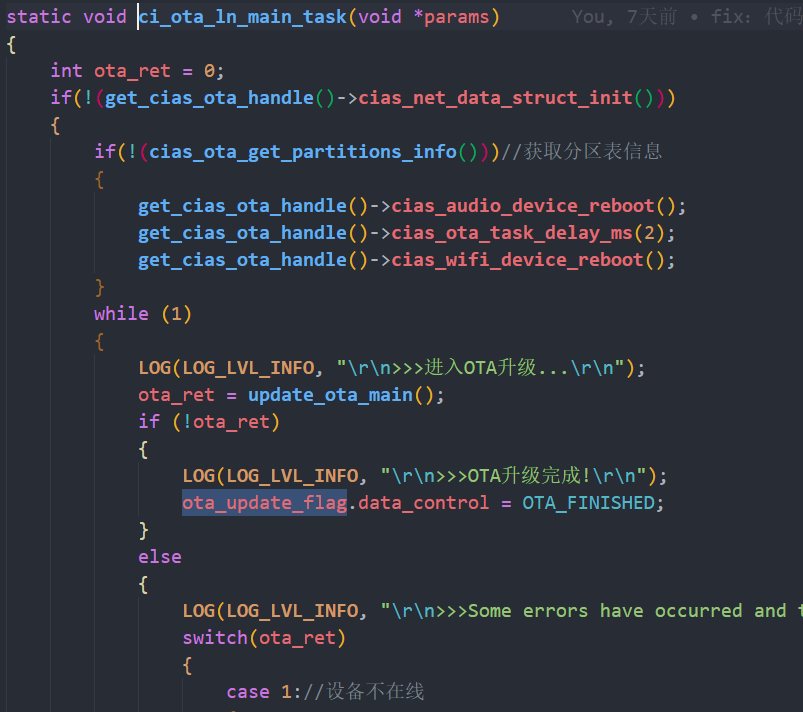 static void ci_ota_ln_main_task(void *params) You, 7天前 • fix: 代码
{
int ota_ret = 0;
if(!(get_cias_ota_handle()->cias_net_data_struct_init()))
{
if(!(cias_ota_get_partitions_info()))//获取分区表信息
{
get_cias_ota_handle()->cias_audio_device_reboot();
get_cias_ota_handle()->cias_ota_task_delay_ms(2);
get_cias_ota_handle()->cias_wifi_device_reboot();
}
while (1)
{
LOG(LOG_LVL_INFO, "\r\n>>>进入OTA升级...\r\n");
ota_ret = update_ota_main();
if (!ota_ret)
{
LOG(LOG_LVL_INFO, "\r\n>>>OTA升级完成!\r\n");
ota_update_flag.data_control = OTA_FINISHED;
}
else
{
LOG(LOG_LVL_INFO, "\r\n>>>Some errors have occurred and
switch(ota_ret)
{
case 1://设备不在线